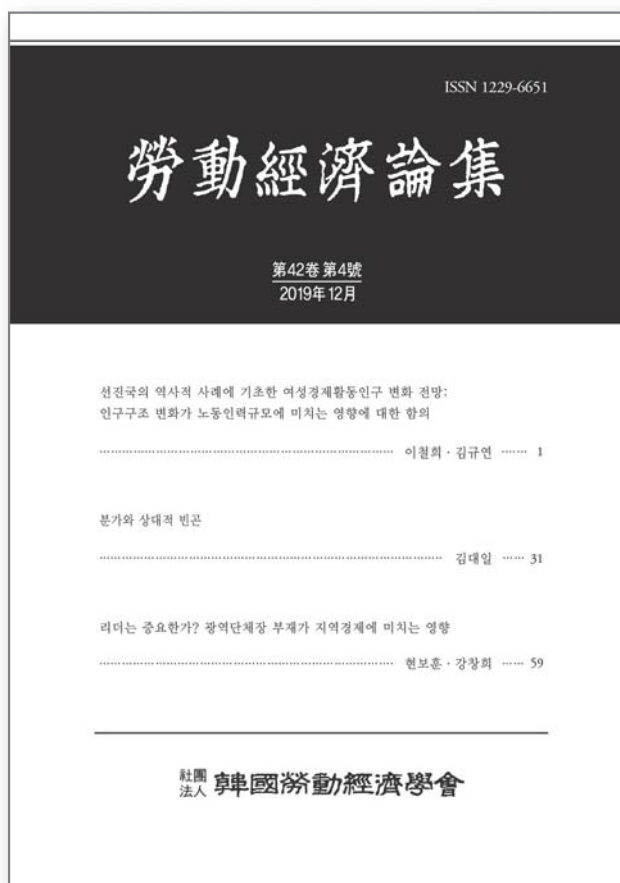 ISSN 1229-6651
勞動經濟論集
第42卷 第4號
2019年 12月
선진국의 역사적 사례에 기초한 여성경제활동인구 변화 전망:
인구구조 변화가 노동인력규모에 미치는 영향에 대한 함의
이철희 · 김규연 ······ 1
분가와 상대적 빈곤
김대일 ······ 31
리더는 중요한가? 광역단체장 부재가 지역경제에 미치는 영향
현보훈 · 강창희 ······ 59
社團法人 韓國勞動經濟學會